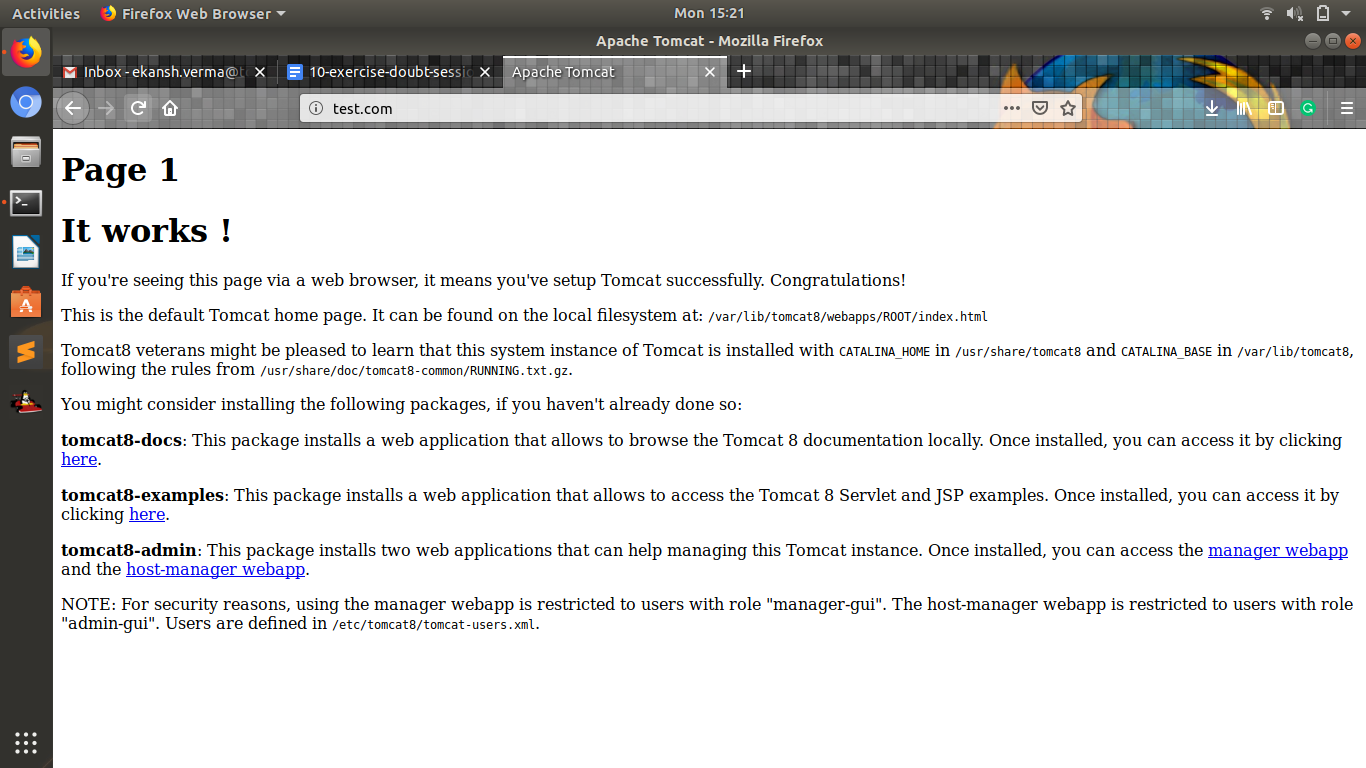 Activities Firefox Web Browser Mon 15:21
Apache Tomcat - Mozilla Firefox
Inbox - ekansh.verma@t 10-exercise-doubt-sessic Apache Tomcat
test.com
Page 1
It works !
If you're seeing this page via a web browser, it means you've setup Tomcat successfully. Congratulations!
This is the default Tomcat home page. It can be found on the local filesystem at: /var/lib/tomcat8/webapps/ROOT/index.html
Tomcat8 veterans might be pleased to learn that this system instance of Tomcat is installed with CATALINA_HOME in /usr/share/tomcat8 and CATALINA_BASE in /var/lib/tomcat8,
following the rules from /usr/share/doc/tomcat8-common/RUNNING.txt.gz.
You might consider installing the following packages, if you haven't already done so:
tomcat8-docs: This package installs a web application that allows to browse the Tomcat 8 documentation locally. Once installed, you can access it by clicking
here.
tomcat8-examples: This package installs a web application that allows to access the Tomcat 8 Servlet and JSP examples. Once installed, you can access it by
clicking here.
tomcat8-admin: This package installs two web applications that can help managing this Tomcat instance. Once installed, you can access the manager webapp
and the host-manager webapp.
NOTE: For security reasons, using the manager webapp is restricted to users with role "manager-gui". The host-manager webapp is restricted to users with role
"admin-gui". Users are defined in /etc/tomcat8/tomcat-users.xml.